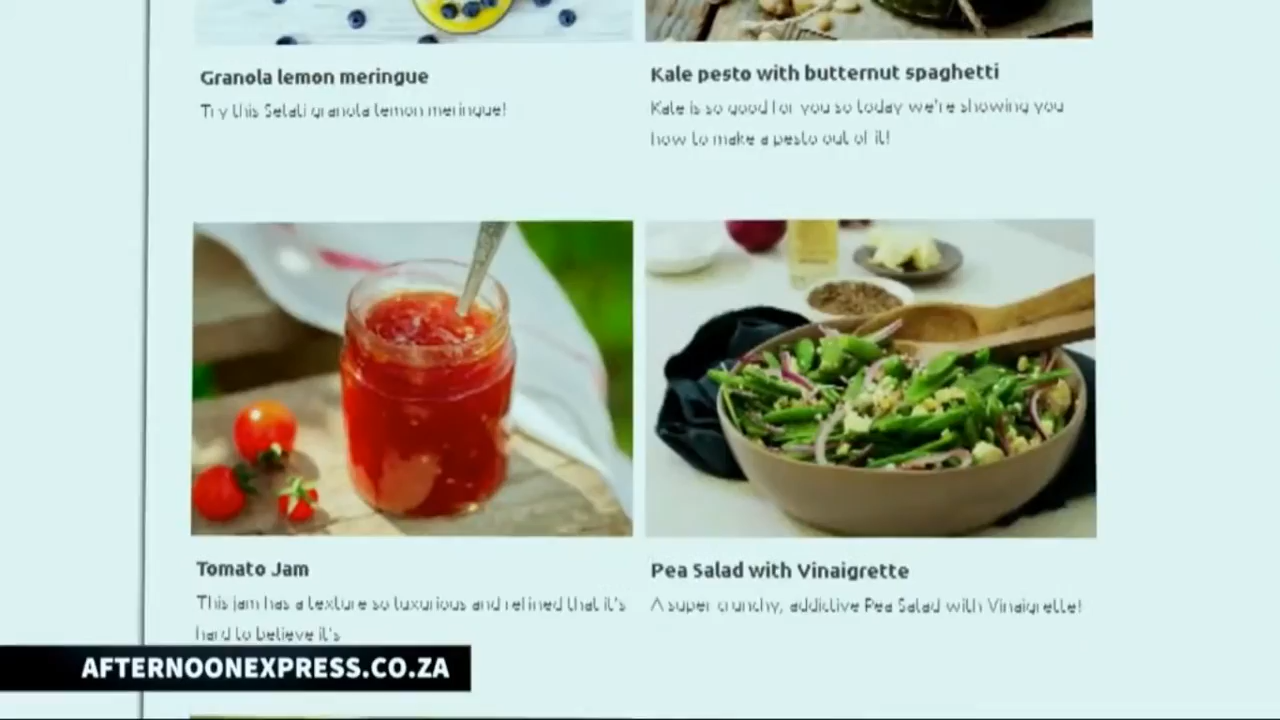 Granola lemon meringue
Try this Selati granola lemon meringue!
Kale pesto with butternut spaghetti
Kale is so good for you so today we're showing you
how to make a pesto out of it!
Tomato Jam
This jam has a texture so luxurious and refined that it's
hard to believe it's
Pea Salad with Vinaigrette
A super crunchy, addictive Pea Salad with Vinaigrette!
AFTERNOONEXPRESS.CO.ZA